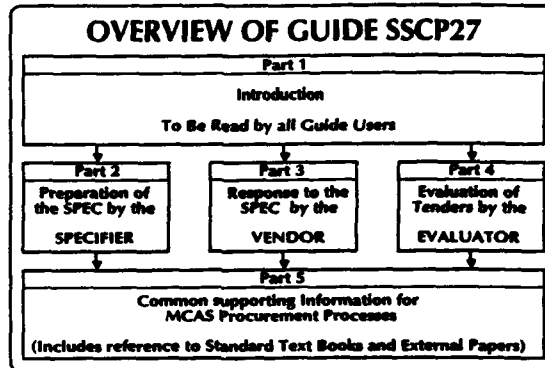 OVERVIEW OF GUIDE SSCP27
Part 1
Introduction
To Be Read by all Guide Users
Part 2
Preparation of
the SPEC by the
SPECIFIER
Part 3
Response to the
SPEC by the
VENDOR
Part 4
Evaluation of
Tenders by the
EVALUATOR
Part 5
Common supporting Information for
MCAS Procurement Processes
(Includes reference to Standard Text Books and External Papers)